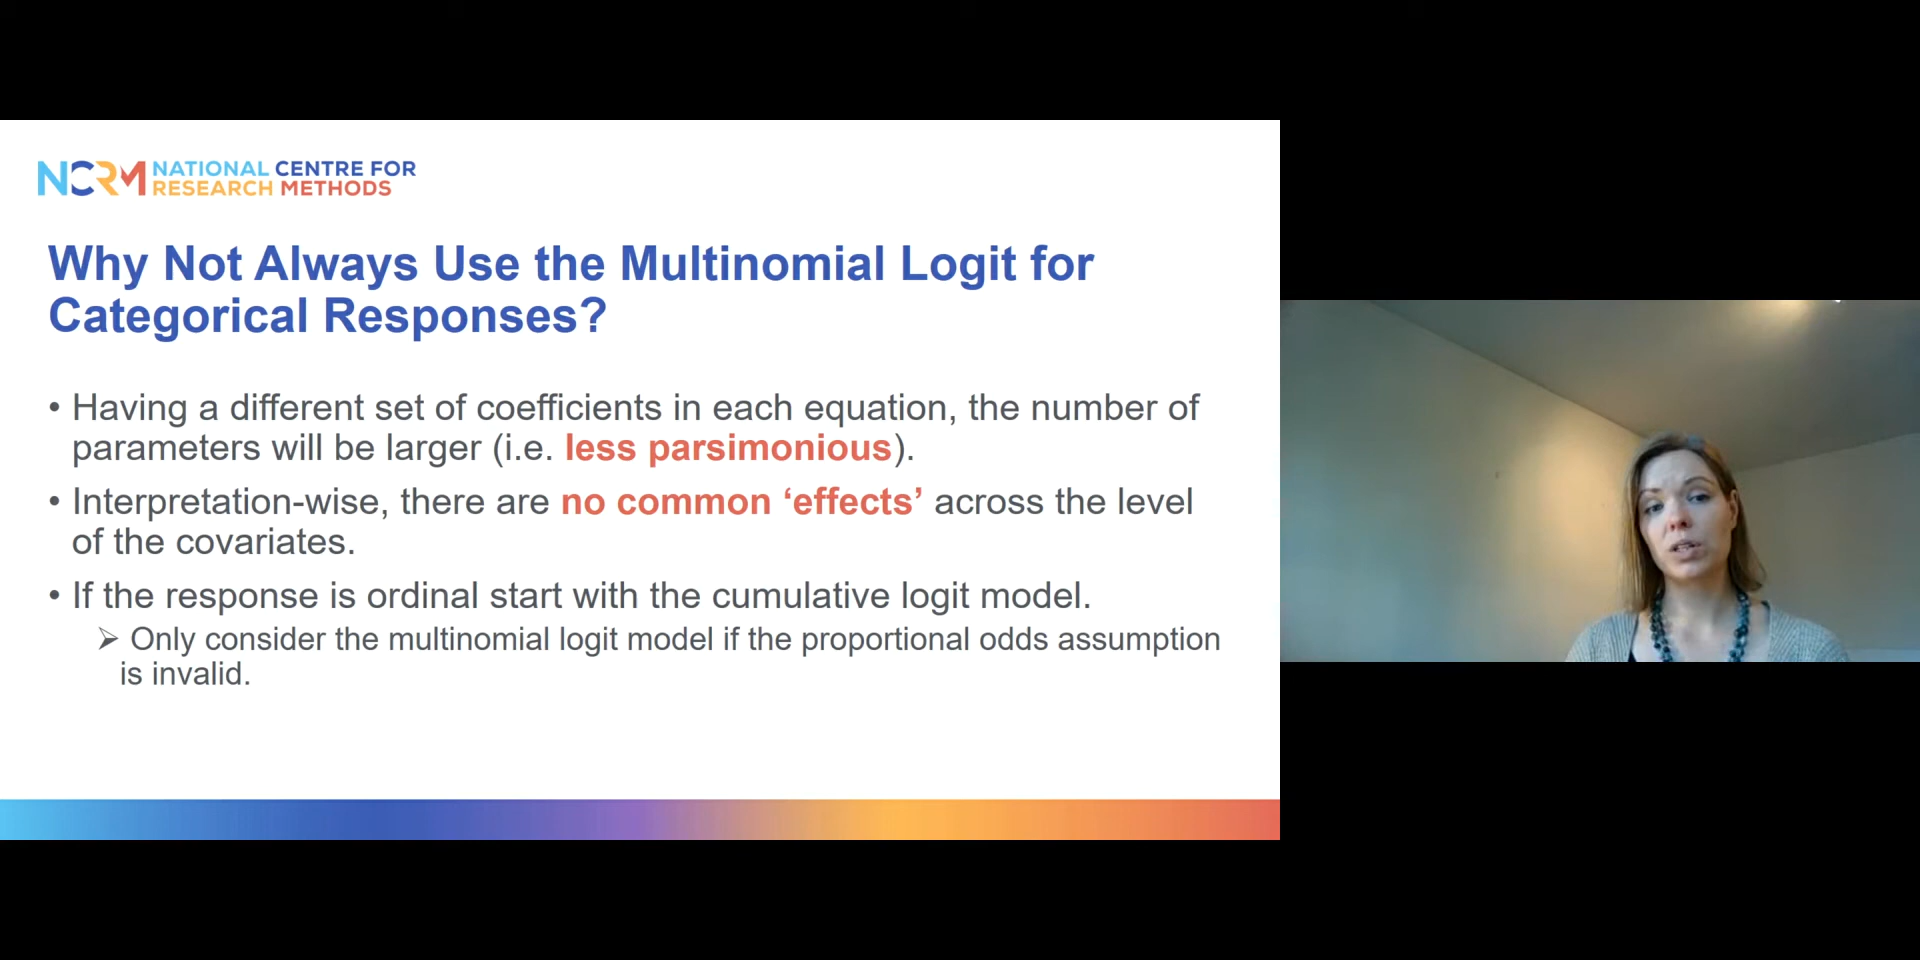 NCRM NATIONAL CENTRE FOR
RESEARCH METHODS
Why Not Always Use the Multinomial Logit for
Categorical Responses?
• Having a different set of coefficients in each equation, the number of
parameters will be larger (i.e. less parsimonious).
• Interpretation-wise, there are no common ‘effects’ across the level
of the covariates.
• If the response is ordinal start with the cumulative logit model.
➢ Only consider the multinomial logit model if the proportional odds assumption
is invalid.